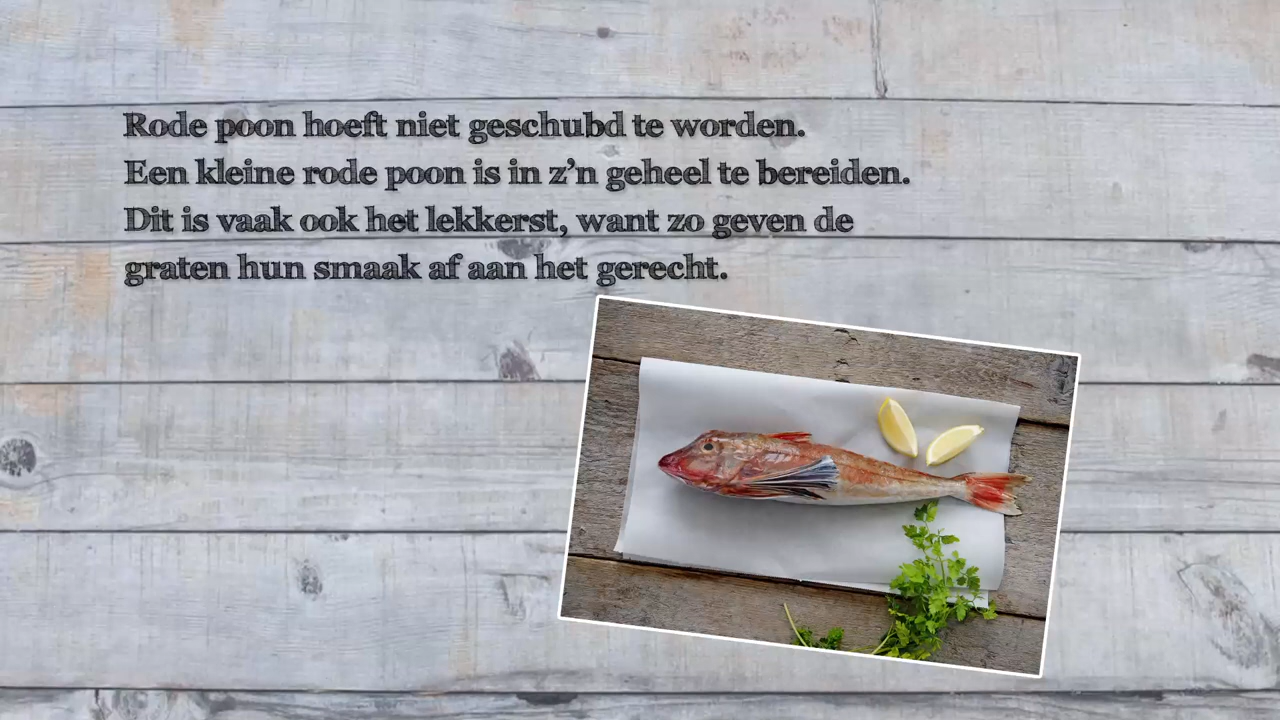 Rode poon hoeft niet geschubd te worden.
Een kleine rode poon is in z’n geheel te bereiden.
Dit is vaak ook het lekkerst, want zo geven de
graten hun smaak af aan het gerecht.